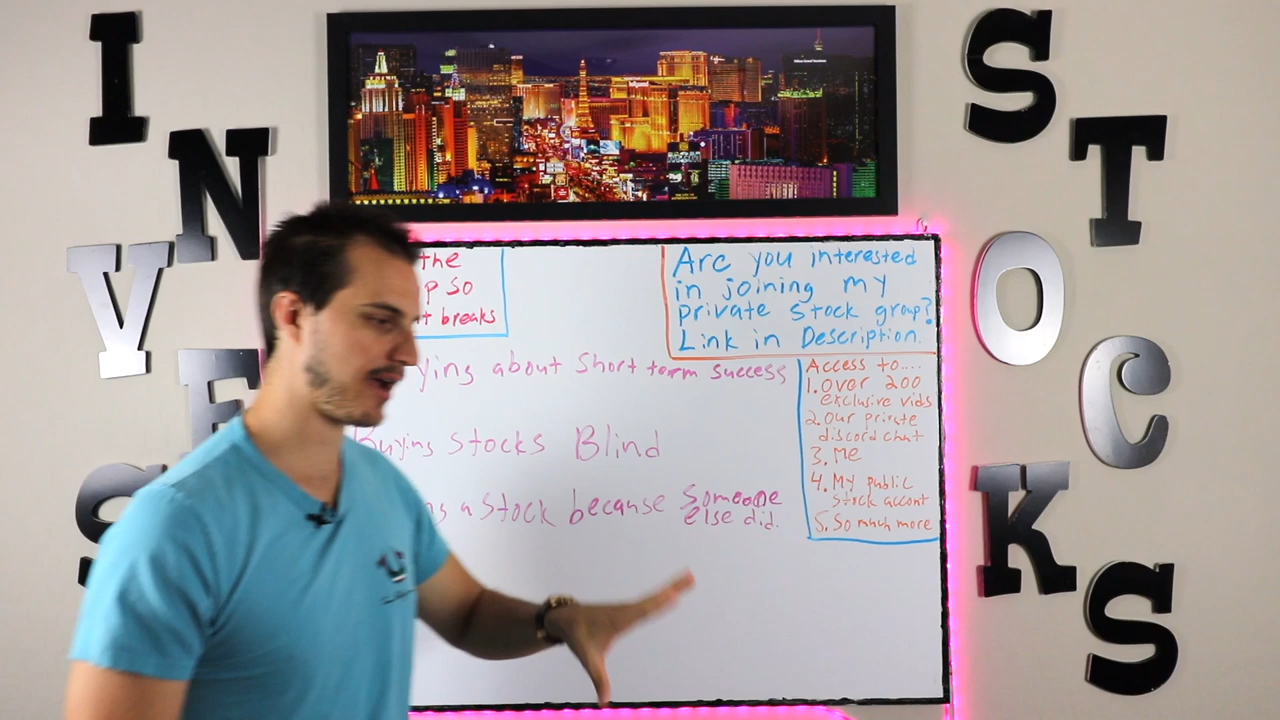 I
N
V
E
S
S
T
O
C
K
S
the
p so
t breaks
Are you interested
in joining my
private stock group?
Link in Description.
ying about short term success
Buying Stocks Blind
a Stock because someone
else did.
Access to....
1. Over 200
exclusive vids
2. Our private
discord chat
3. Me
4. My public
stock accont
5. So much more